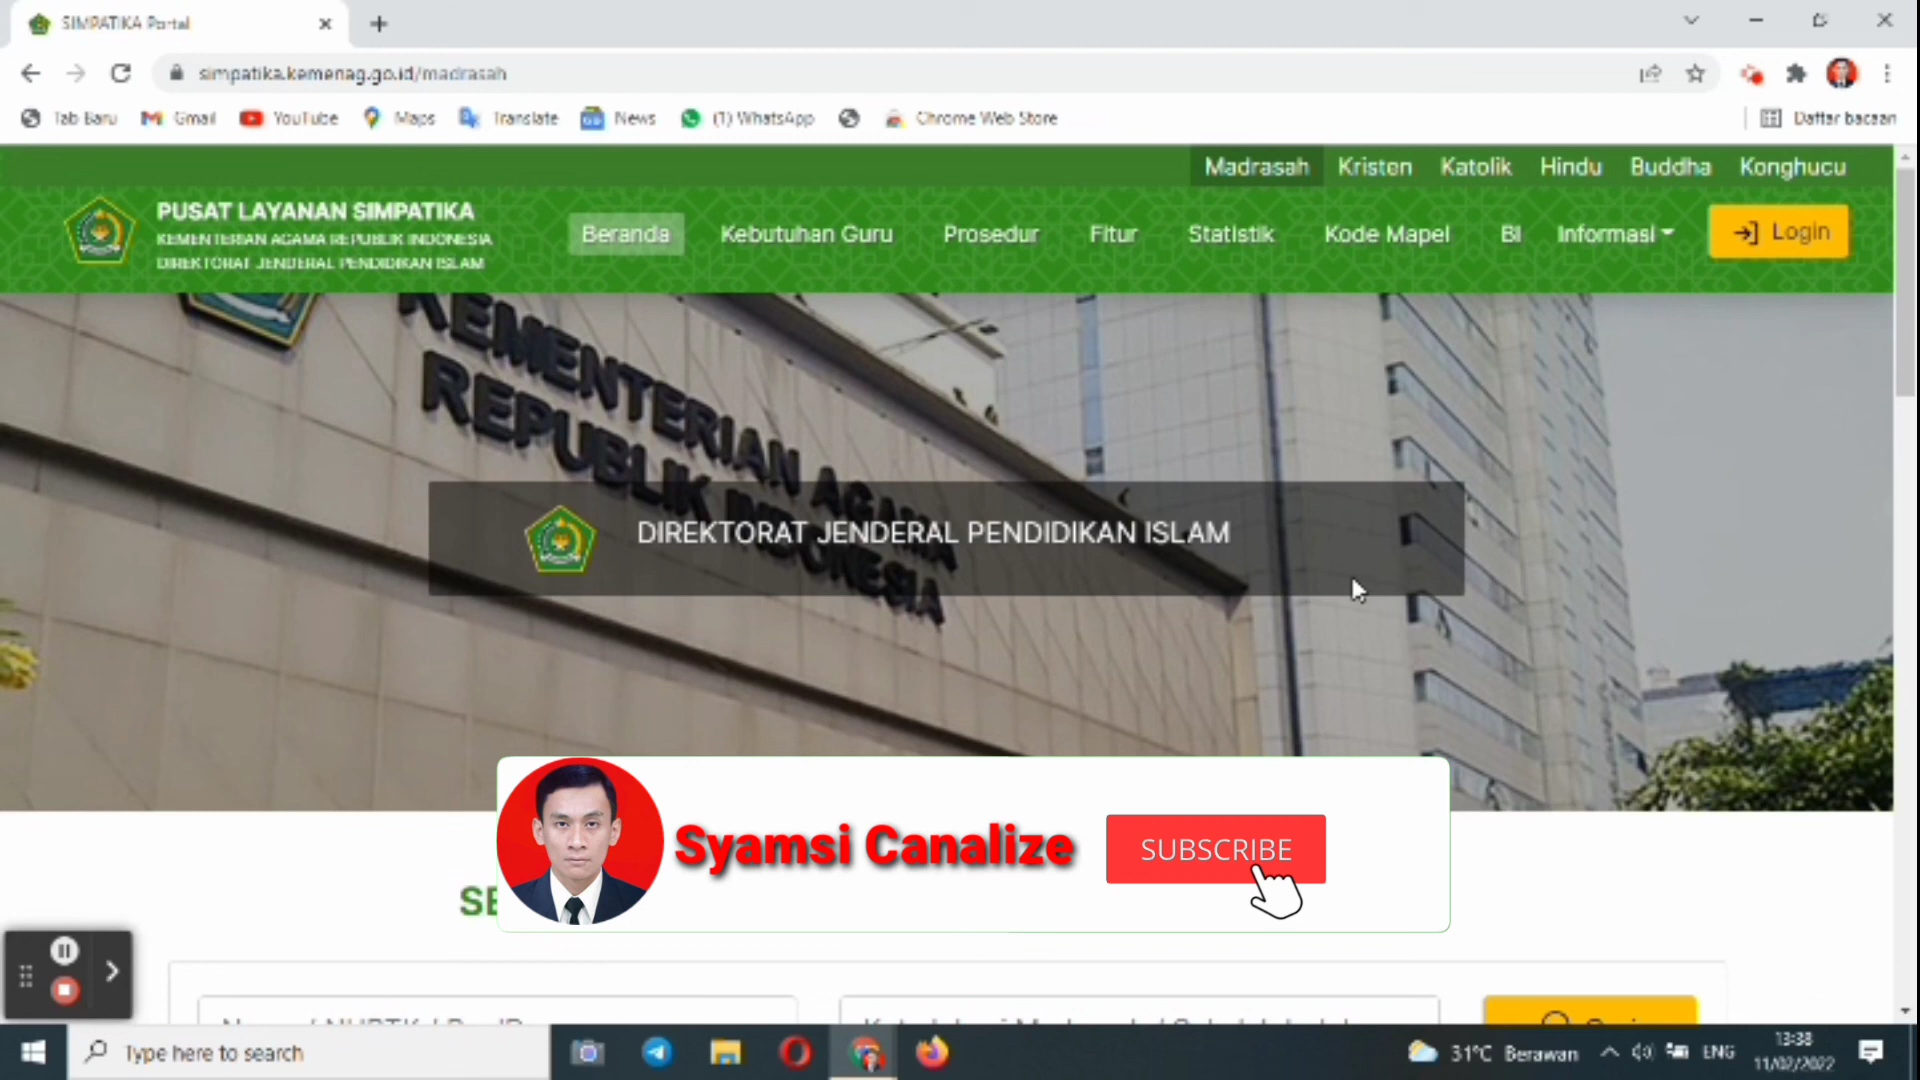 SIMPATIKA Portal
simpatika.kemenag.go.id/madrasah
Tab Baru Gmail YouTube Maps Translate News (1) WhatsApp Chrome Web Store Daftar bacaan
Madrasah Kristen Katolik Hindu Buddha Konghucu
PUSAT LAYANAN SIMPATIKA
KEMENTERIAN AGAMA REPUBLIK INDONESIA
DIREKTORAT JENDERAL PENDIDIKAN ISLAM
Beranda Kebutuhan Guru Prosedur Fitur Statistik Kode Mapel BI Informasi Login
KEMENTERIAN AGAMA
REPUBLIK INDONESIA
DIREKTORAT JENDERAL PENDIDIKAN ISLAM
Syamsi Canalize SUBSCRIBE
Type here to search
31°C Berawan ENG
13:38
11/02/2022